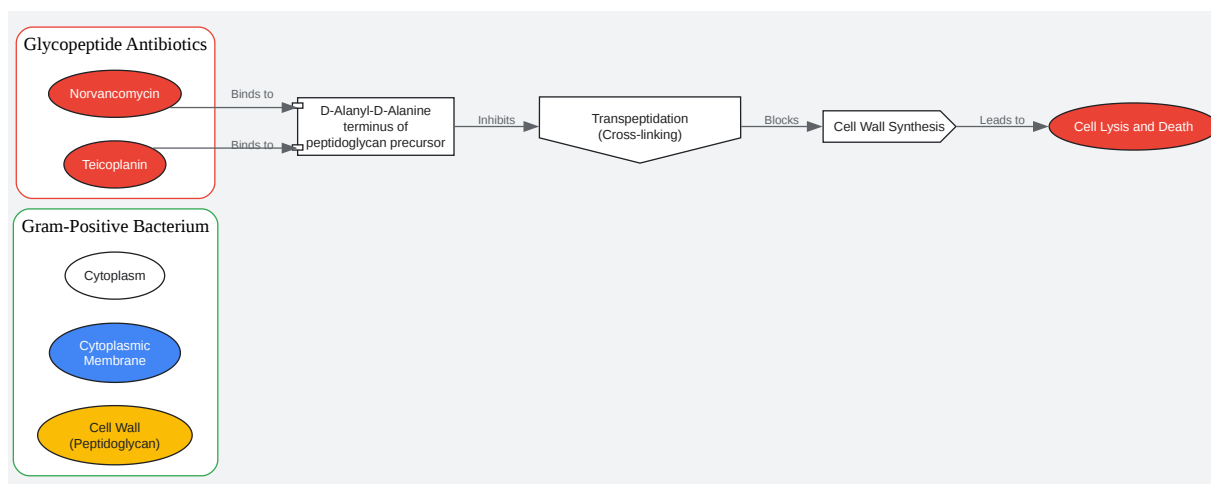 Glycopeptide Antibiotics
Norvancomycin
Binds to
Teicoplanin
Binds to
D-Alanyl-D-Alanine
terminus of
peptidoglycan precursor
Inhibits
Transpeptidation
(Cross-linking)
Blocks
Cell Wall Synthesis
Leads to
Cell Lysis and Death
Gram-Positive Bacterium
Cytoplasm
Cytoplasmic
Membrane
Cell Wall
(Peptidoglycan)